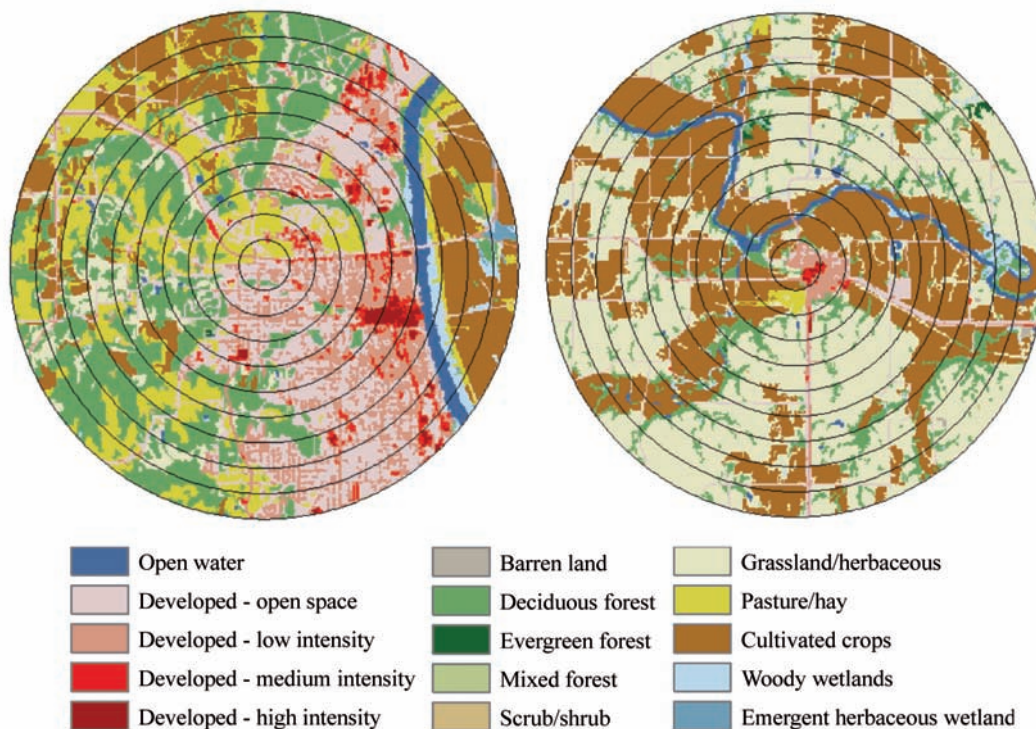 Open water
Developed - open space
Developed - low intensity
Developed - medium intensity
Developed - high intensity
Barren land
Deciduous forest
Evergreen forest
Mixed forest
Scrub/shrub
Grassland/herbaceous
Pasture/hay
Cultivated crops
Woody wetlands
Emergent herbaceous wetland